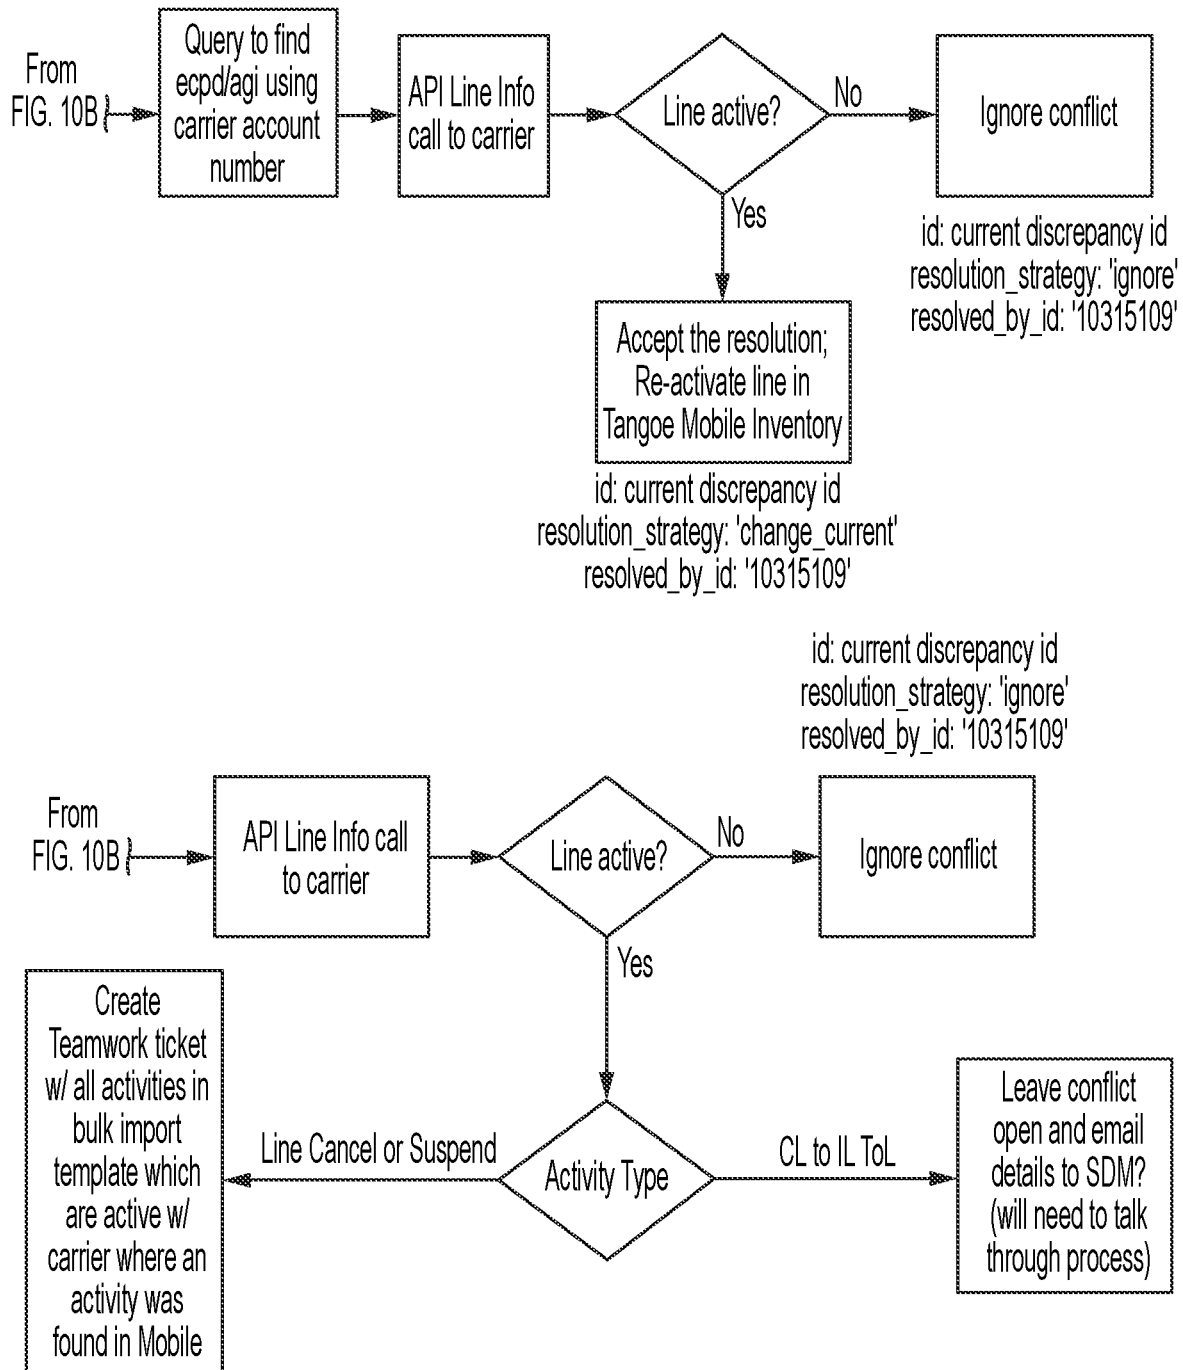 From
FIG. 10B
Query to find
ecpd/agi using
carrier account
number
API Line Info
call to carrier
Line active?
No
Ignore conflict
id: current discrepancy id
resolution_strategy: 'ignore'
resolved_by_id: '10315109'
Yes
Accept the resolution;
Re-activate line in
Tangoe Mobile Inventory
id: current discrepancy id
resolution_strategy: 'change_current'
resolved_by_id: '10315109'
id: current discrepancy id
resolution_strategy: 'ignore'
resolved_by_id: '10315109'
From
FIG. 10B
API Line Info call
to carrier
Line active?
No
Ignore conflict
Yes
Create
Teamwork ticket
w/ all activities in
bulk import
template which
are active w/
carrier where an
activity was
found in Mobile
Line Cancel or Suspend
Activity Type
CL to IL ToL
Leave conflict
open and email
details to SDM?
(will need to talk
through process)